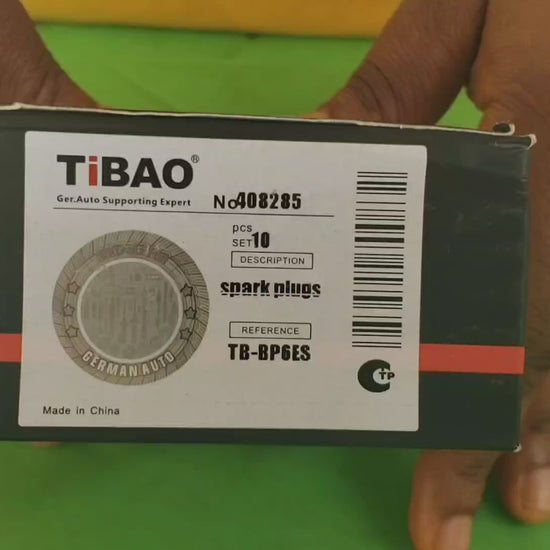 TiBAO®
Ger.Auto Supporting Expert
No408285
pcs
SET10
DESCRIPTION
spark plugs
REFERENCE
TB-BP6ES
GERMAN AUTO
TP
Made in China